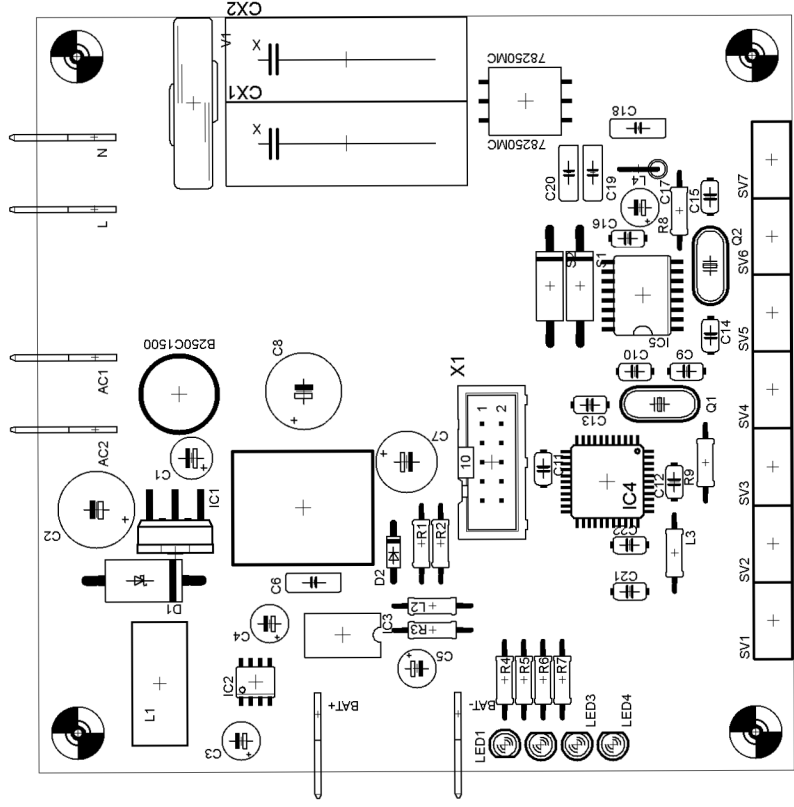 CX2
V1
X
CX1
X
78250MC
78250MC
C18
N
L
C20
C19
L4
C17
C15
SV7
R8
C16
Q2
SV6
S2
S1
IC5
C14
SV5
B250C1500
AC1
C8
X1
C10
C9
1 2
C13
Q1
SV4
AC2
C7
C1
10
C11
IC4
C12
R9
SV3
IC1
C2
R1
R2
C22
L3
D2
SV2
C6
C21
D1
L2
C4
IC3
R3
SV1
C5
R4
R5
R6
R7
IC2
L1
BAT+
BAT-
C3
LED1
LED3
LED4